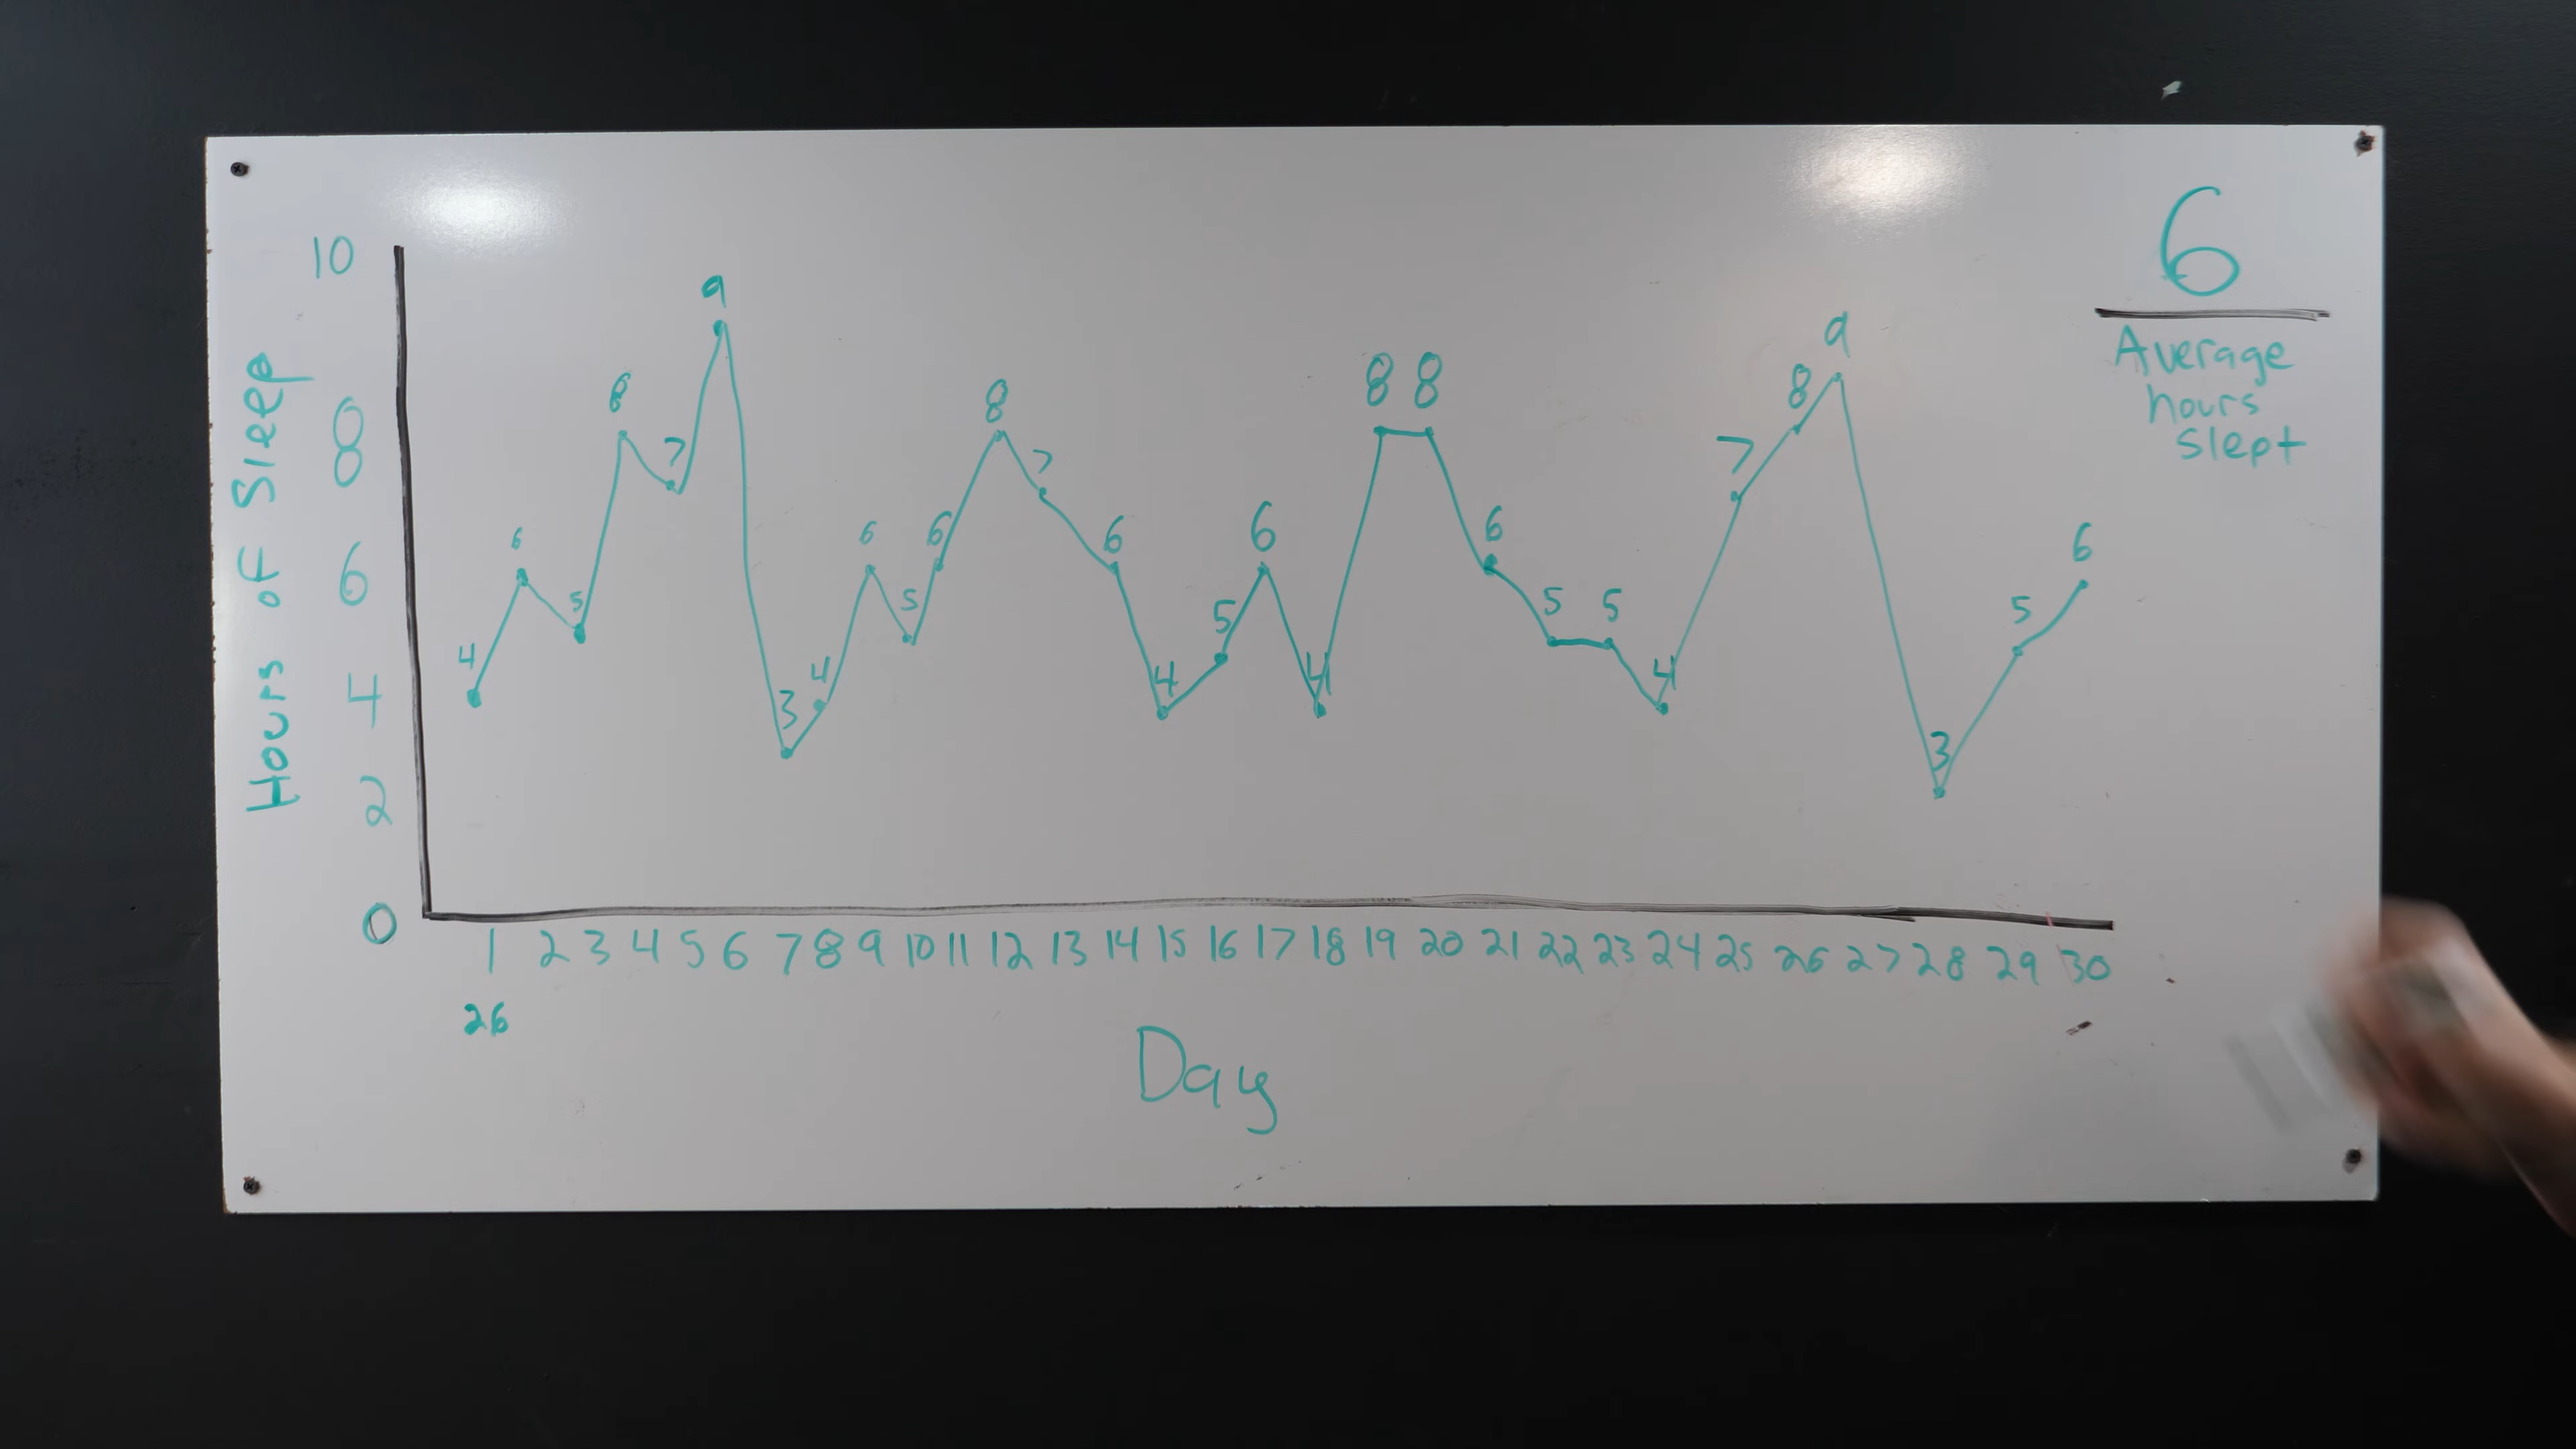 6
Average
hours
slept
Hours of Sleep
10
8
6
4
2
0
4 6 5 8 7 9 3 4 6 5 6 8 7 6 4 5 6 4 8 8 6 5 5 4 7 8 9 3 5 6
1 2 3 4 5 6 7 8 9 10 11 12 13 14 15 16 17 18 19 20 21 22 23 24 25 26 27 28 29 30
26
Day